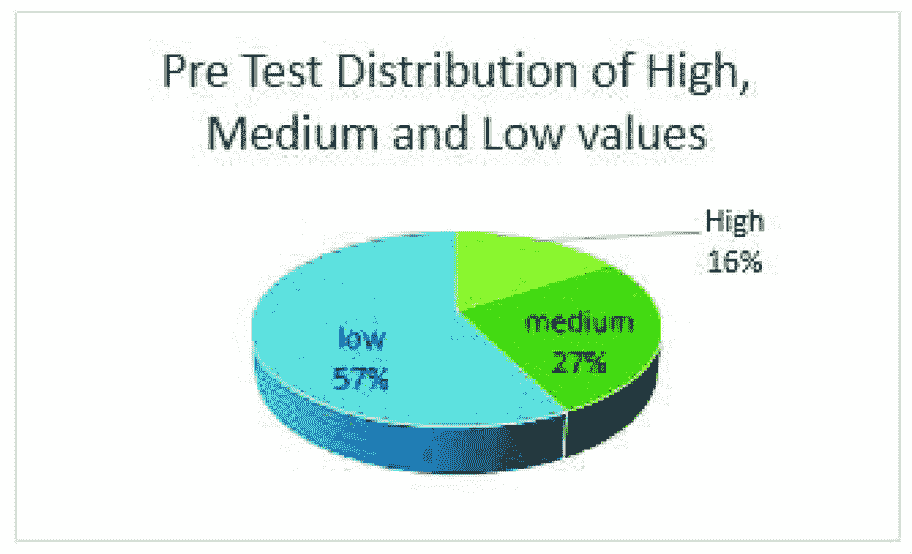 Pre Test Distribution of High,
Medium and Low values
High
16%
medium
27%
low
57%